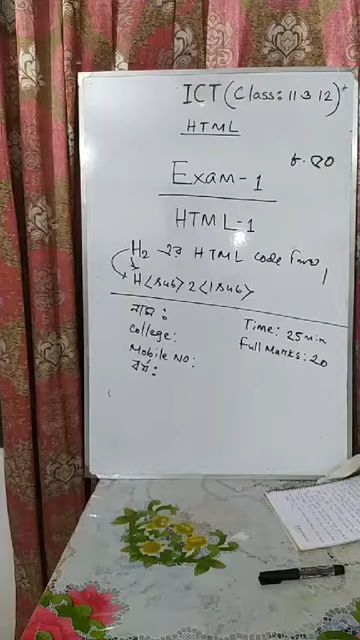 ICT (Class: 11 ও 12)
HTML
Exam-1
HTML-1
H2 এর HTML code
H<sub>2</sub>
নাম :
College:
Time: 25 min
Mobile No:
Full Marks: 20
বর্ষ: